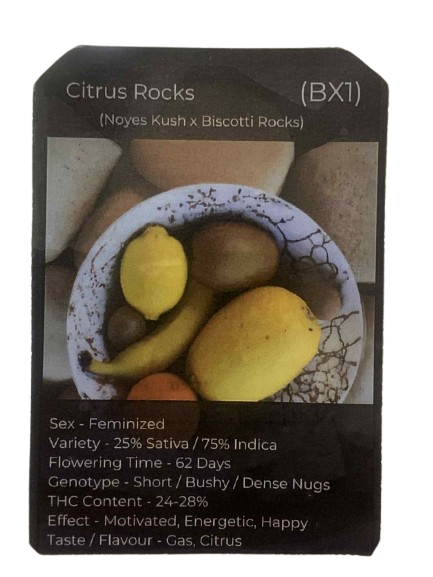 Citrus Rocks (BX1)
(Noyes Kush x Biscotti Rocks)
Sex - Feminized
Variety - 25% Sativa / 75% Indica
Flowering Time - 62 Days
Genotype - Short / Bushy / Dense Nugs
THC Content - 24-28%
Effect - Motivated, Energetic, Happy
Taste / Flavour - Gas, Citrus